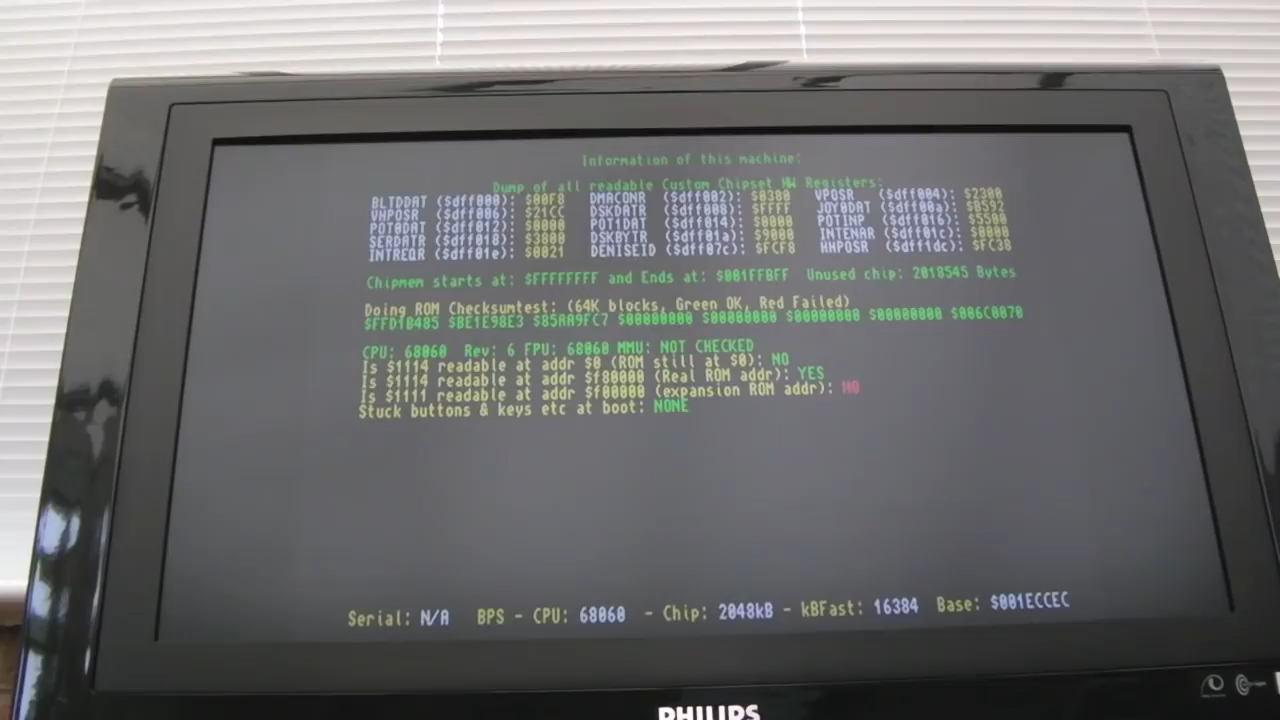 Information of this machine:
Dump of all readable Custom Chipset HW Registers:
BLTDDAT ($dff000): $00F8 DMACONR ($dff002): $0380 VPOSR ($dff004): $2300
VHPOSR ($dff006): $21CC DSKDATR ($dff008): $FFFF JOY0DAT ($dff00a): $0592
POT0DAT ($dff012): $0000 POT1DAT ($dff014): $0000 POTINP ($dff016): $5500
SERDATR ($dff018): $3800 DSKBYTR ($dff01a): $9000 INTENAR ($dff01c): $0000
INTREQR ($dff01e): $0021 DENISEID ($dff07c): $FCF8 HHPOSR ($dff1dc): $FC38
Chipmem starts at: $FFFFFFFF and Ends at: $001FFBFF Unused chip: 2018545 Bytes
Doing ROM Checksumtest: (64K blocks, Green OK, Red Failed)
$FFD1B485 $BE1E98E3 $85AA9FC7 $00000000 $00000000 $00000000 $00000000 $006C0070
CPU: 68060 Rev: 6 FPU: 68060 MMU: NOT CHECKED
Is $1114 readable at addr $0 (ROM still at $0): NO
Is $1114 readable at addr $f80000 (Real ROM addr): YES
Is $1111 readable at addr $f00000 (expansion ROM addr): NO
Stuck buttons & keys etc at boot: NONE
Serial: N/A BPS - CPU: 68060 - Chip: 2048kB - kBFast: 16384 Base: $001ECCEC
PHILIPS